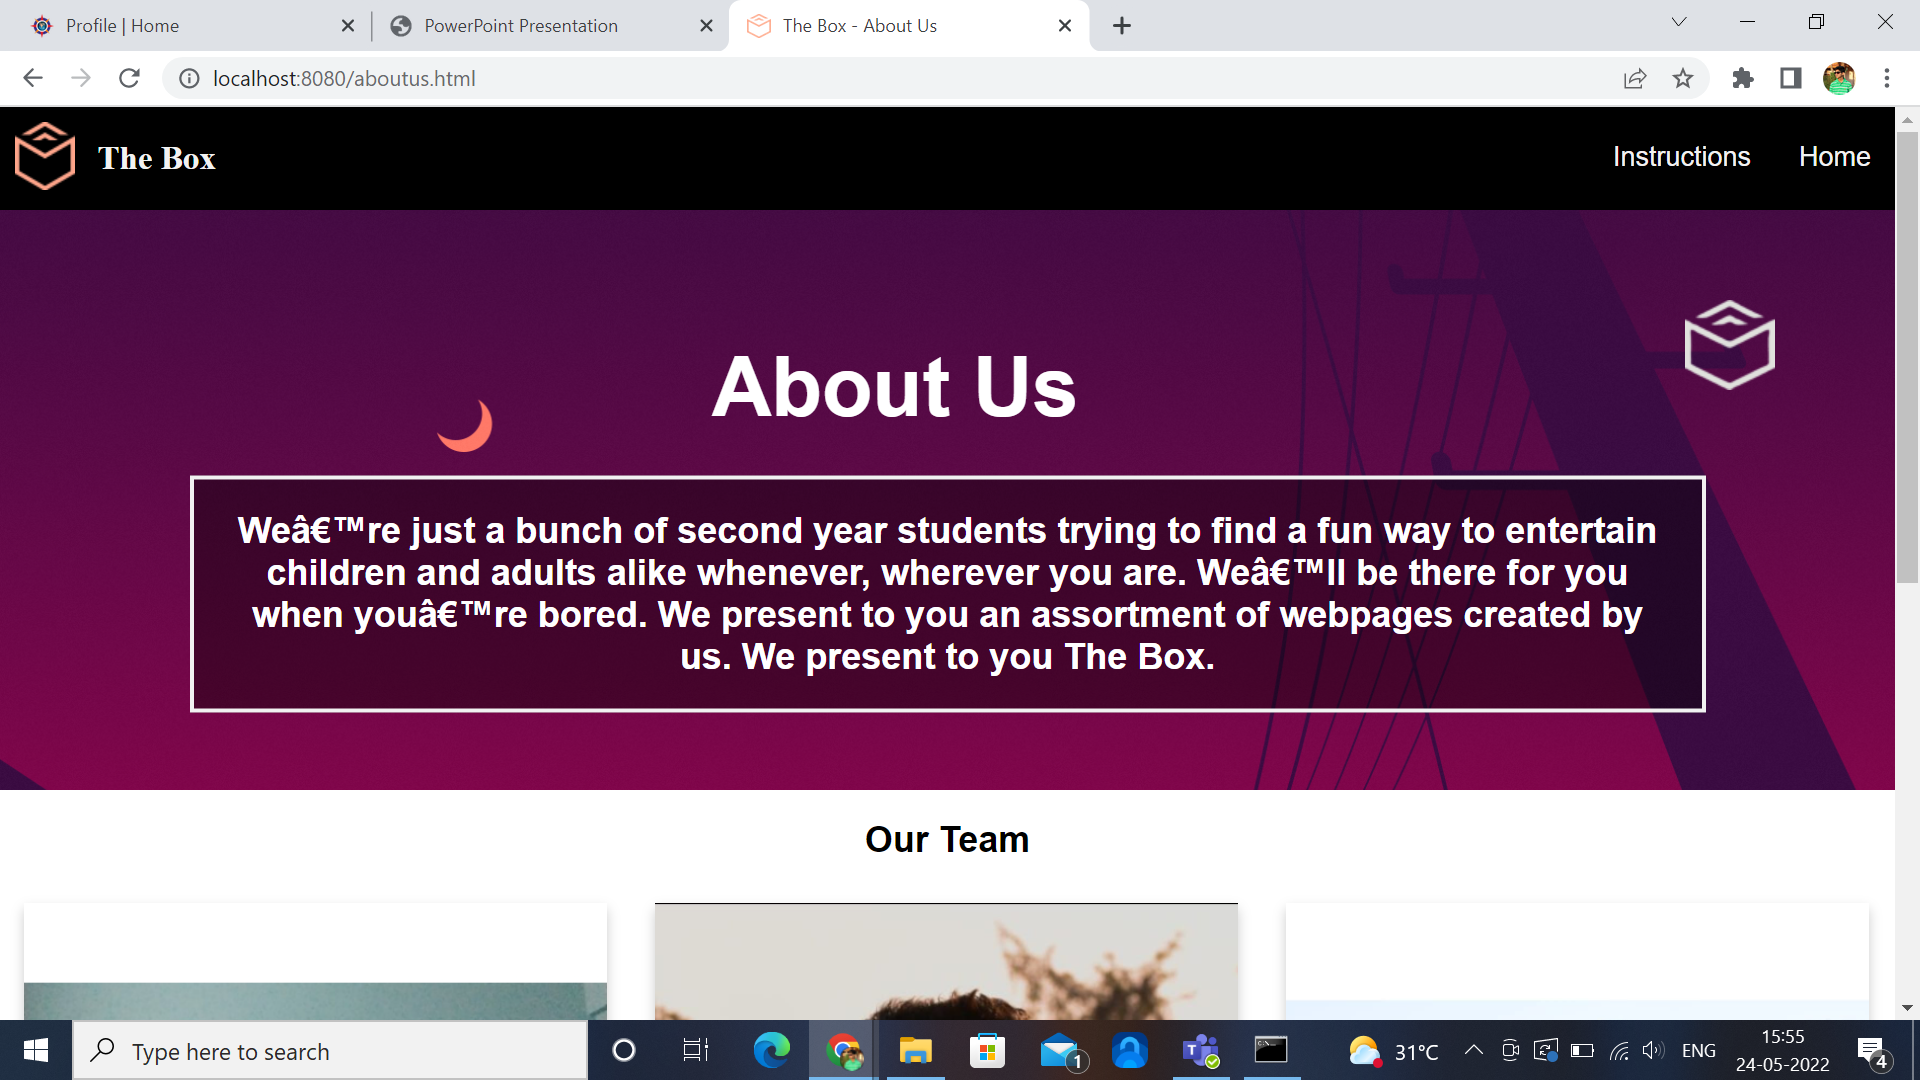 Profile | Home
PowerPoint Presentation
The Box - About Us
localhost:8080/aboutus.html
The Box
Instructions
Home
About Us
Weâ€™re just a bunch of second year students trying to find a fun way to entertain
children and adults alike whenever, wherever you are. Weâ€™ll be there for you
when youâ€™re bored. We present to you an assortment of webpages created by
us. We present to you The Box.
Our Team
Type here to search
1
31°C
ENG
15:55
24-05-2022
4